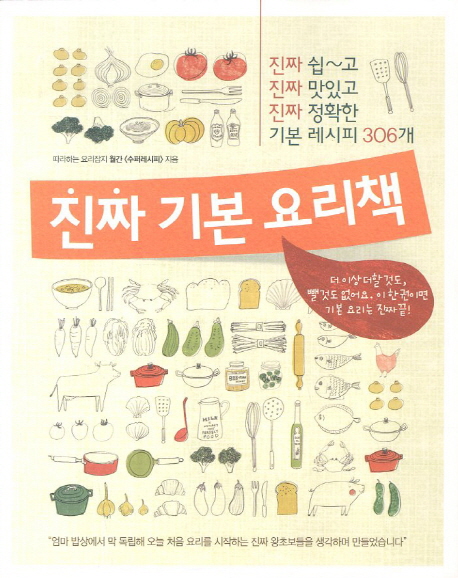 진짜 쉽~고
진짜 맛있고
진짜 정확한
기본 레시피 306개
따라하는 요리잡지 월간 <수퍼레시피> 지음
진짜 기본 요리책
더 이상 더할 것도,
뺄 것도 없어요. 이 한 권이면
기본 요리는 진짜 끝!
MILK
"엄마 밥상에서 막 독립해 오늘 처음 요리를 시작하는 진짜 왕초보들을 생각하며 만들었습니다"